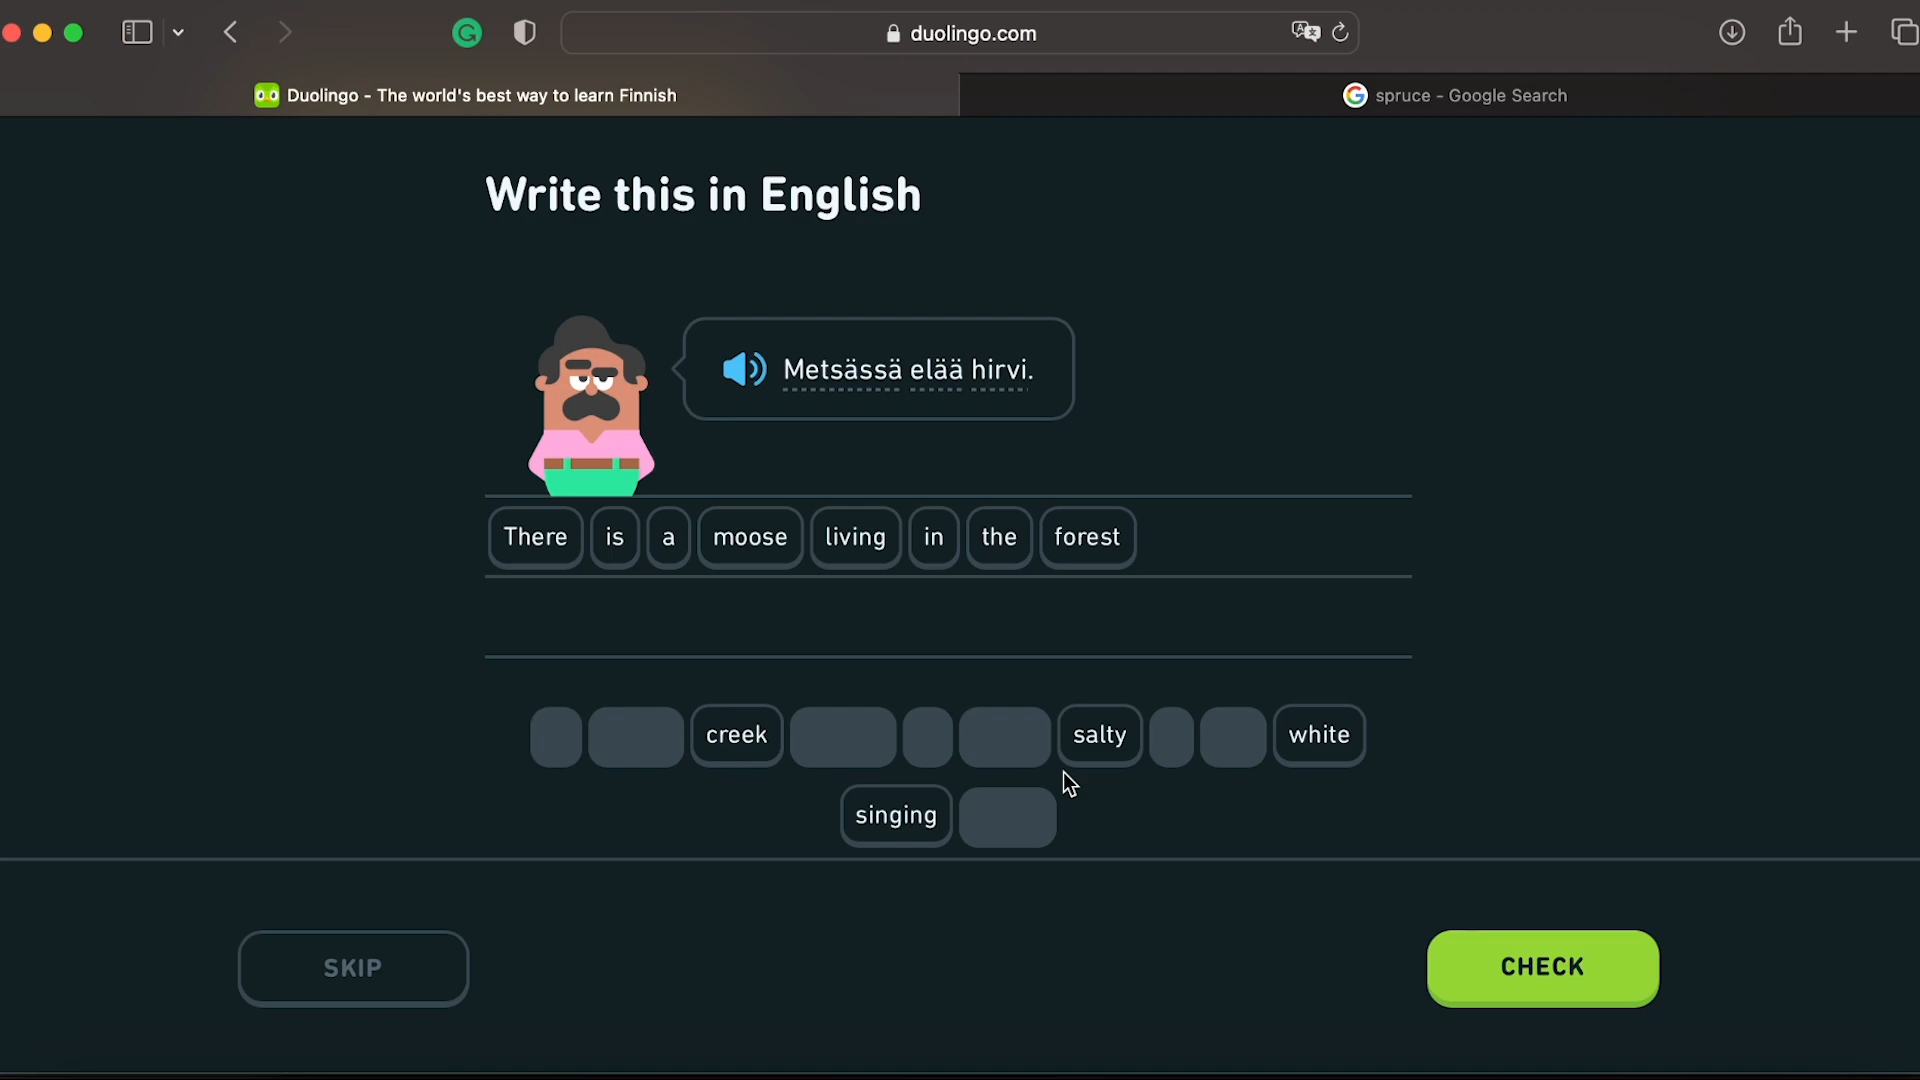 duolingo.com
Duolingo - The world's best way to learn Finnish
spruce - Google Search
Write this in English
Metsässä elää hirvi.
There is a moose living in the forest
creek salty white
singing
SKIP CHECK